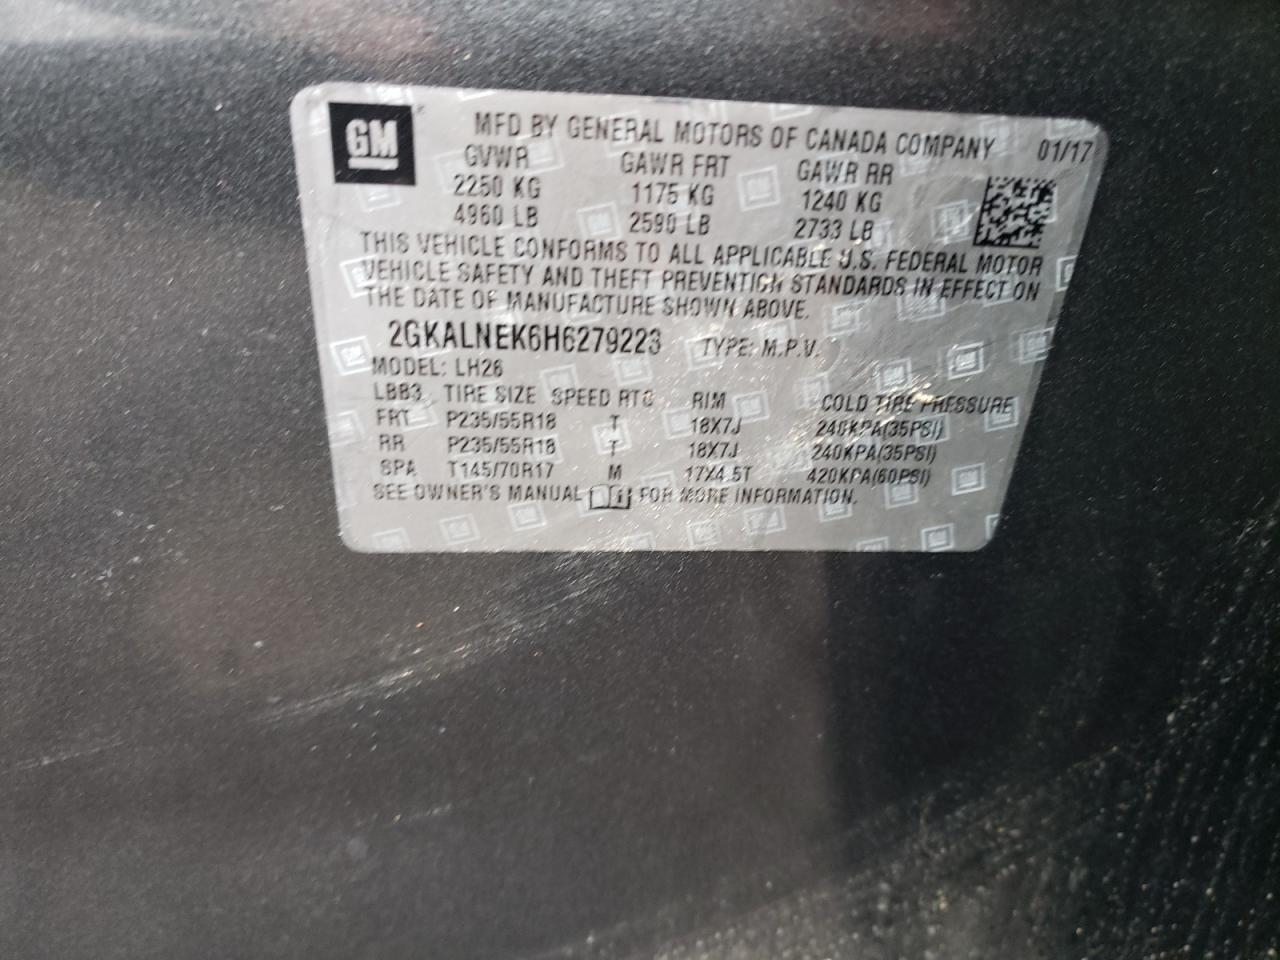 GM
MFD BY GENERAL MOTORS OF CANADA COMPANY 01/17
GVWR GAWR FRT GAWR RR
2250 KG 1175 KG 1240 KG
4960 LB 2590 LB 2733 LB
THIS VEHICLE CONFORMS TO ALL APPLICABLE U.S. FEDERAL MOTOR
VEHICLE SAFETY AND THEFT PREVENTION STANDARDS IN EFFECT ON
THE DATE OF MANUFACTURE SHOWN ABOVE.
2GKALNEK6H6279223 TYPE: M.P.V.
MODEL: LH26
LBB3 TIRE SIZE SPEED RTG RIM COLD TIRE PRESSURE
FRT P235/55R18 T 18X7J 240KPA(35PSI)
RR P235/55R18 T 18X7J 240KPA(35PSI)
SPA T145/70R17 M 17X4.5T 420KPA(60PSI)
SEE OWNER'S MANUAL FOR MORE INFORMATION.